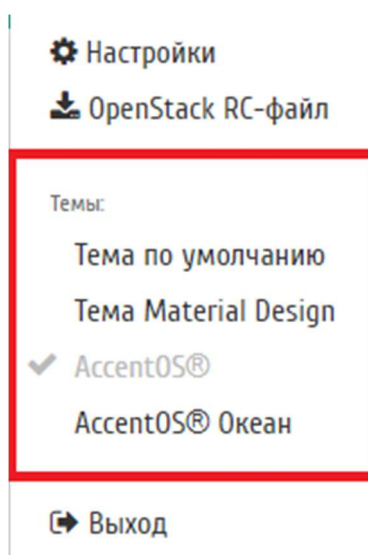 Настройки
OpenStack RC-файл
Темы:
Тема по умолчанию
Тема Material Design
AccentOS®
AccentOS® Океан
Выход